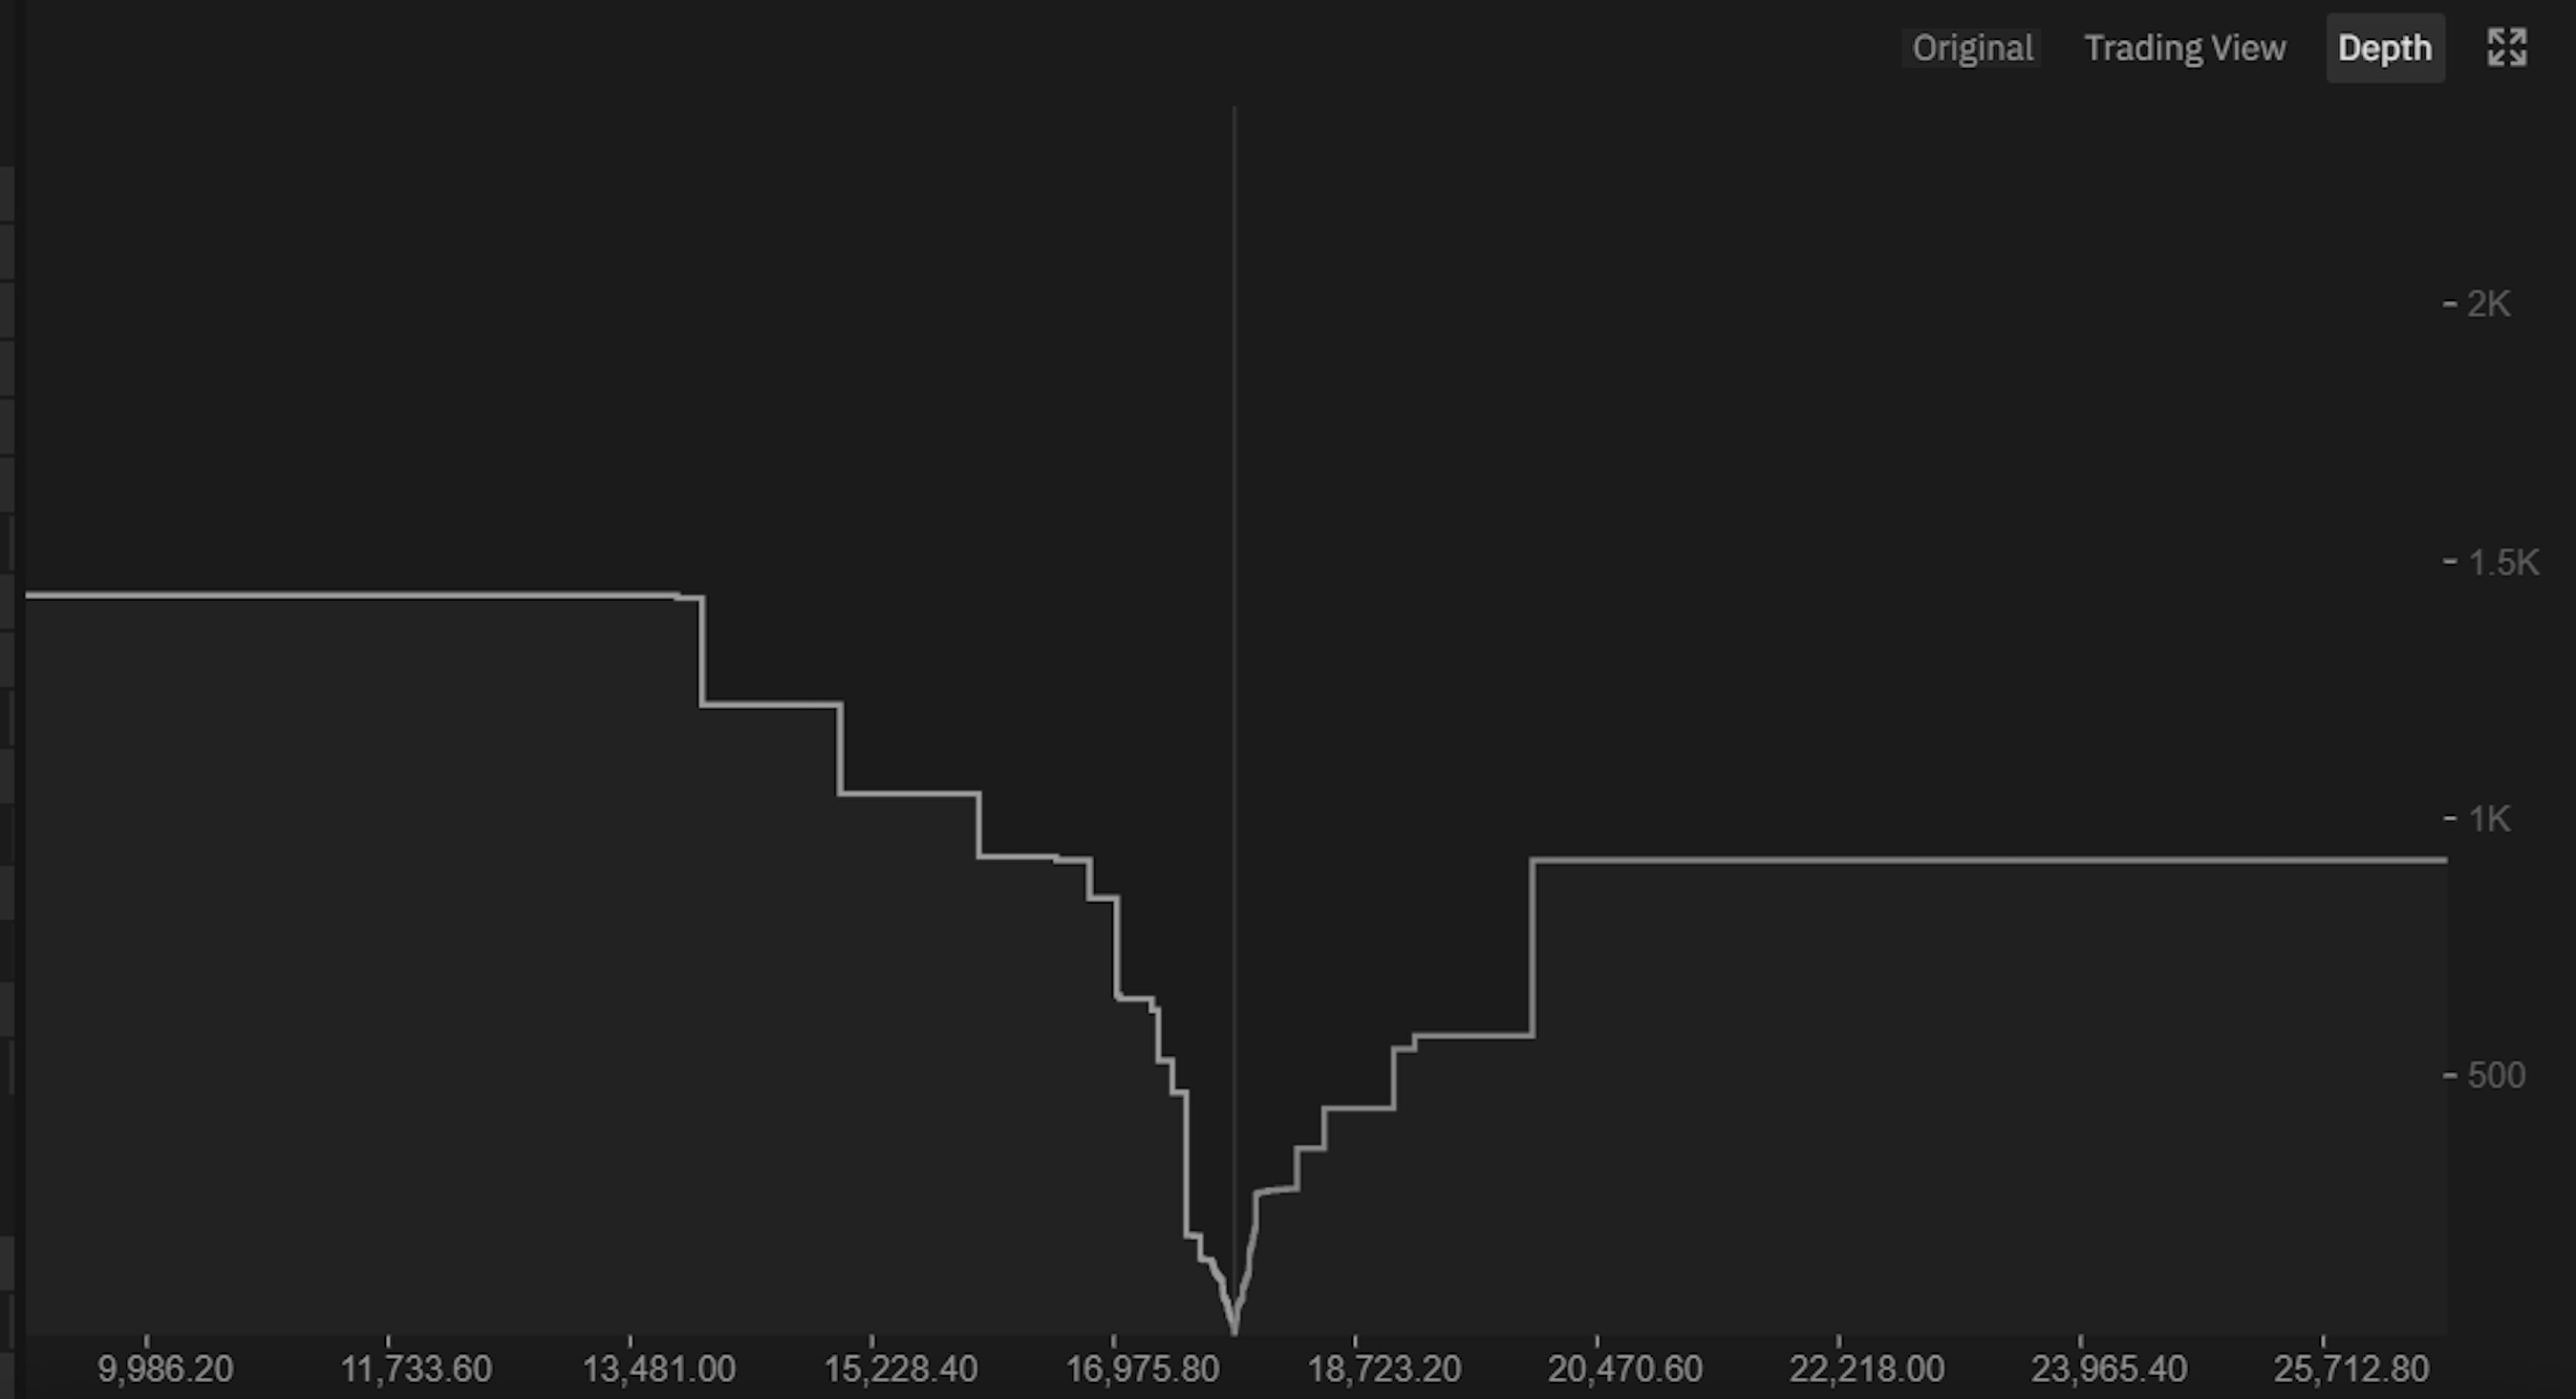 Original Trading View Depth
2K
1.5K
1K
500
9,986.20 11,733.60 13,481.00 15,228.40 16,975.80 18,723.20 20,470.60 22,218.00 23,965.40 25,712.80